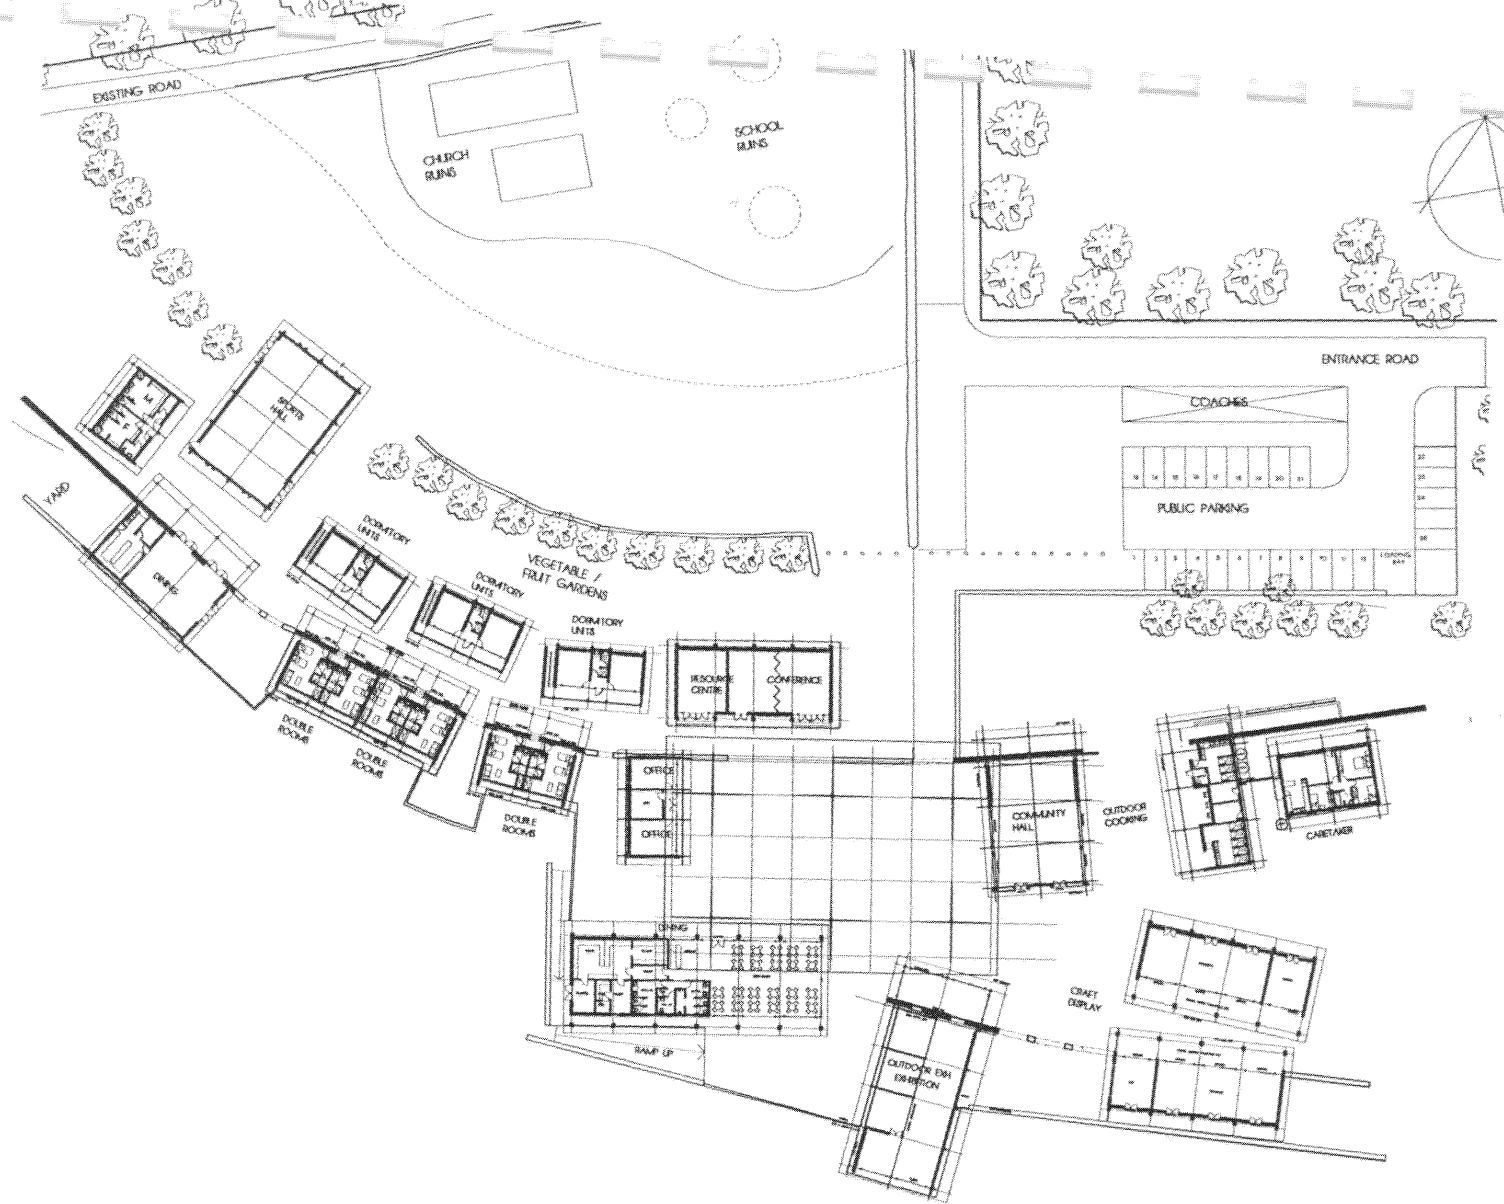 EXISTING ROAD
CHURCH
RUINS
SCHOOL
RUINS
ENTRANCE ROAD
COACHES
PUBLIC PARKING
LOADING
BAY
SPORTS
HALL
M
F
YARD
DINING
DORMITORY
UNITS
DORMITORY
UNITS
DORMITORY
UNITS
VEGETABLE /
FRUIT GARDENS
DOUBLE
ROOMS
DOUBLE
ROOMS
DOUBLE
ROOMS
RESOURCE
CENTRE
CONFERENCE
OFFICE
OFFICE
COMMUNITY
HALL
OUTDOOR
COOKING
CARETAKER
DINING
RAMP UP
CRAFT
DISPLAY
OUTDOOR EXH
EXHIBITION